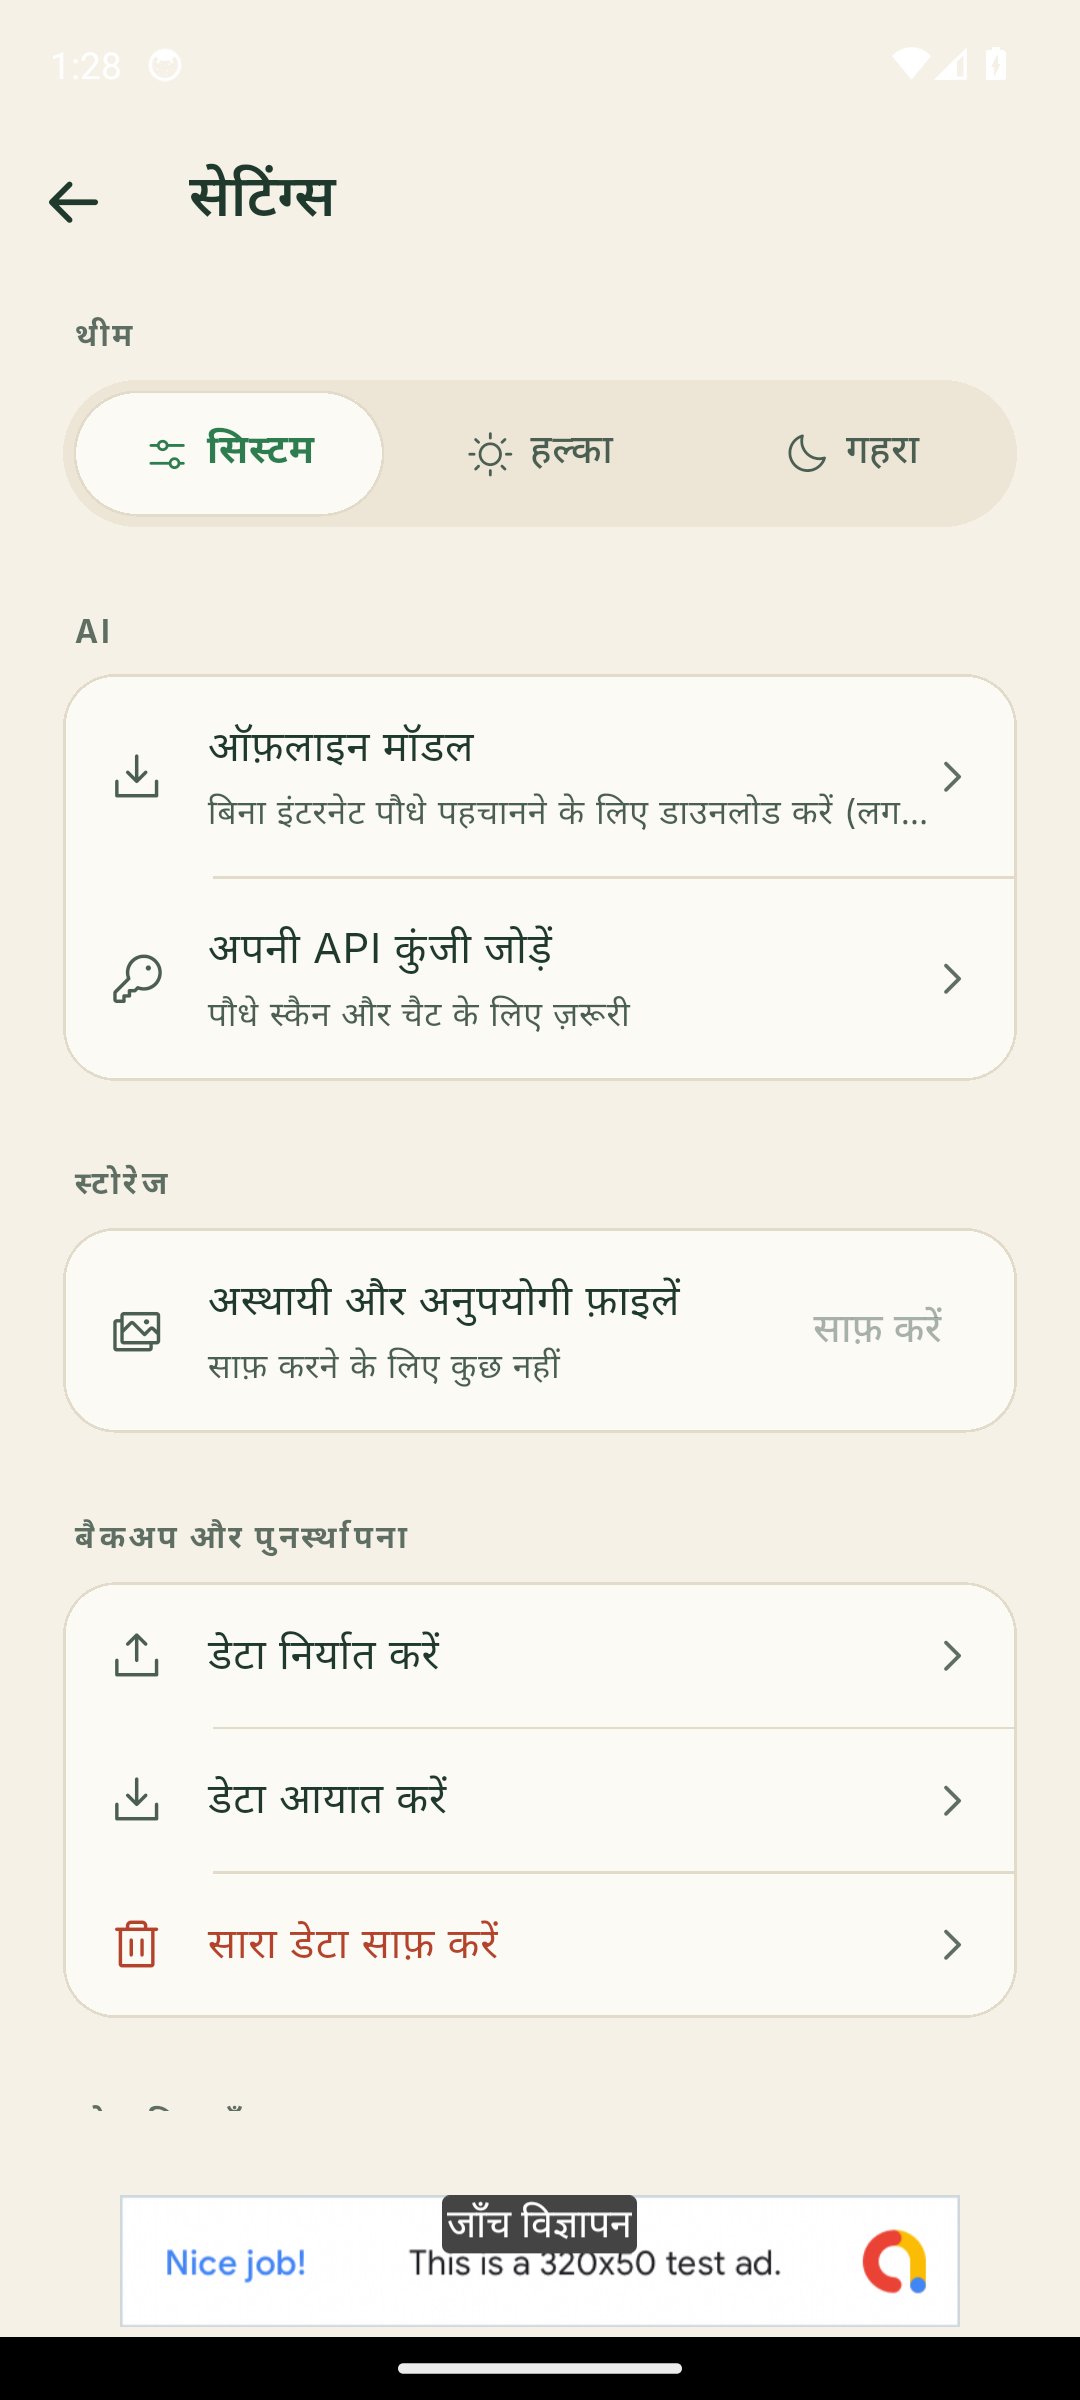 1:28
सेटिंग्स
थीम
सिस्टम
हल्का
गहरा
AI
ऑफ़लाइन मॉडल
बिना इंटरनेट पौधे पहचानने के लिए डाउनलोड करें (लग...
अपनी API कुंजी जोड़ें
पौधे स्कैन और चैट के लिए ज़रूरी
स्टोरेज
अस्थायी और अनुपयोगी फ़ाइलें
साफ़ करें
साफ़ करने के लिए कुछ नहीं
बैकअप और पुनर्स्थापना
डेटा निर्यात करें
डेटा आयात करें
सारा डेटा साफ़ करें
जाँच विज्ञापन
Nice job!
This is a 320x50 test ad.